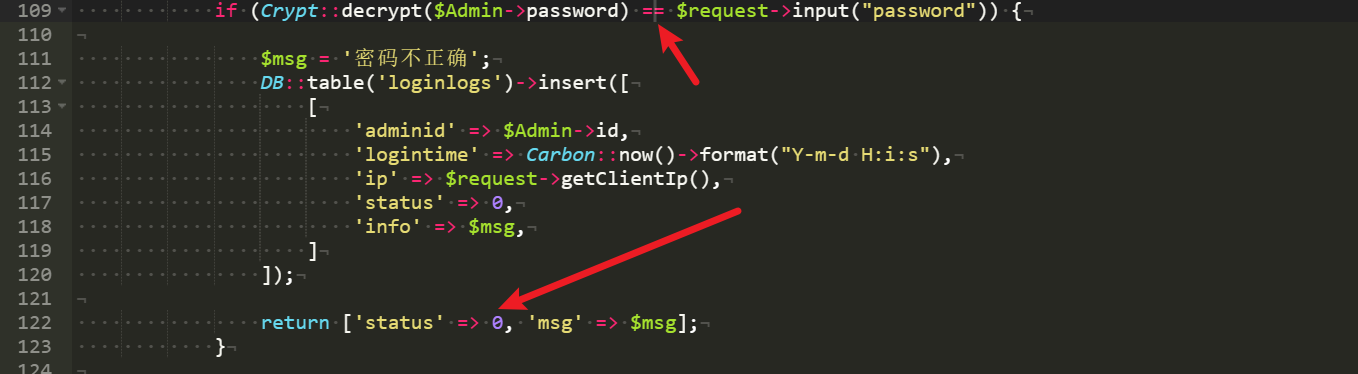 109 if (Crypt::decrypt($Admin->password) == $request->input("password")) {
110
111 $msg = '密码不正确';
112 DB::table('loginlogs')->insert([
113 [
114 'adminid' => $Admin->id,
115 'logintime' => Carbon::now()->format("Y-m-d H:i:s"),
116 'ip' => $request->getClientIp(),
117 'status' => 0,
118 'info' => $msg,
119 ]
120 ]);
121
122 return ['status' => 0, 'msg' => $msg];
123 }
124